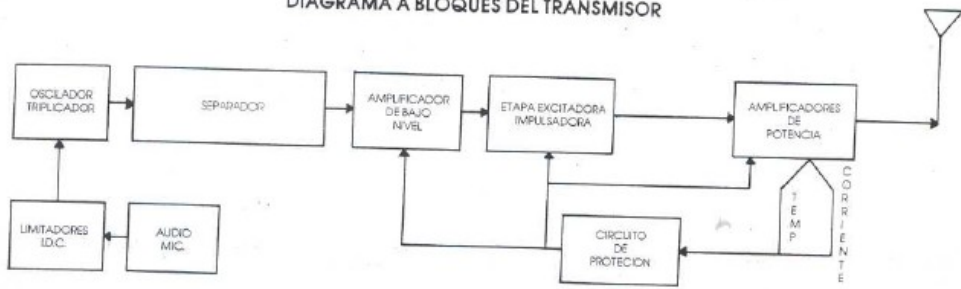 DIAGRAMA A BLOQUES DEL TRANSMISOR
OSCILADOR
TRIPLICADOR
SEPARADOR
AMPLIFICADOR
DE BAJO
NIVEL
ETAPA EXCITADORA
IMPULSADORA
AMPLIFICADORES
DE
POTENCIA
LIMITADORES
I.D.C.
AUDIO
MIC.
CIRCUITO
DE
PROTECION
TEMP
CORRIENTE